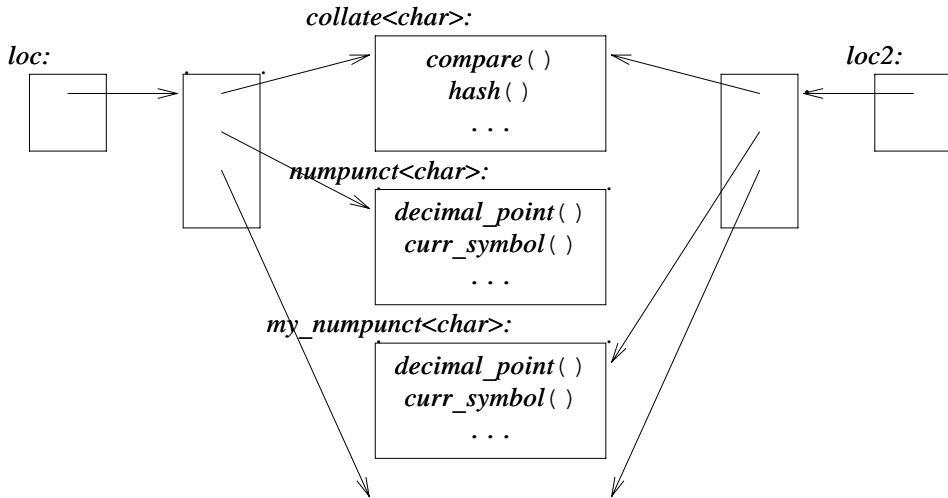 collate<char>:
loc:
loc2:
compare()
hash()
...
numpunct<char>:
decimal_point()
curr_symbol()
...
my_numpunct<char>:
decimal_point()
curr_symbol()
...